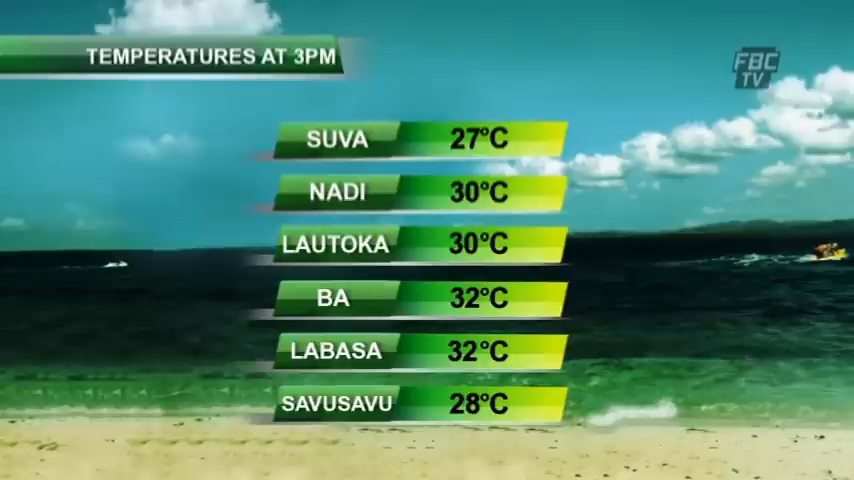 TEMPERATURES AT 3PM
FBC
TV
SUVA 27°C
NADI 30°C
LAUTOKA 30°C
BA 32°C
LABASA 32°C
SAVUSAVU 28°C